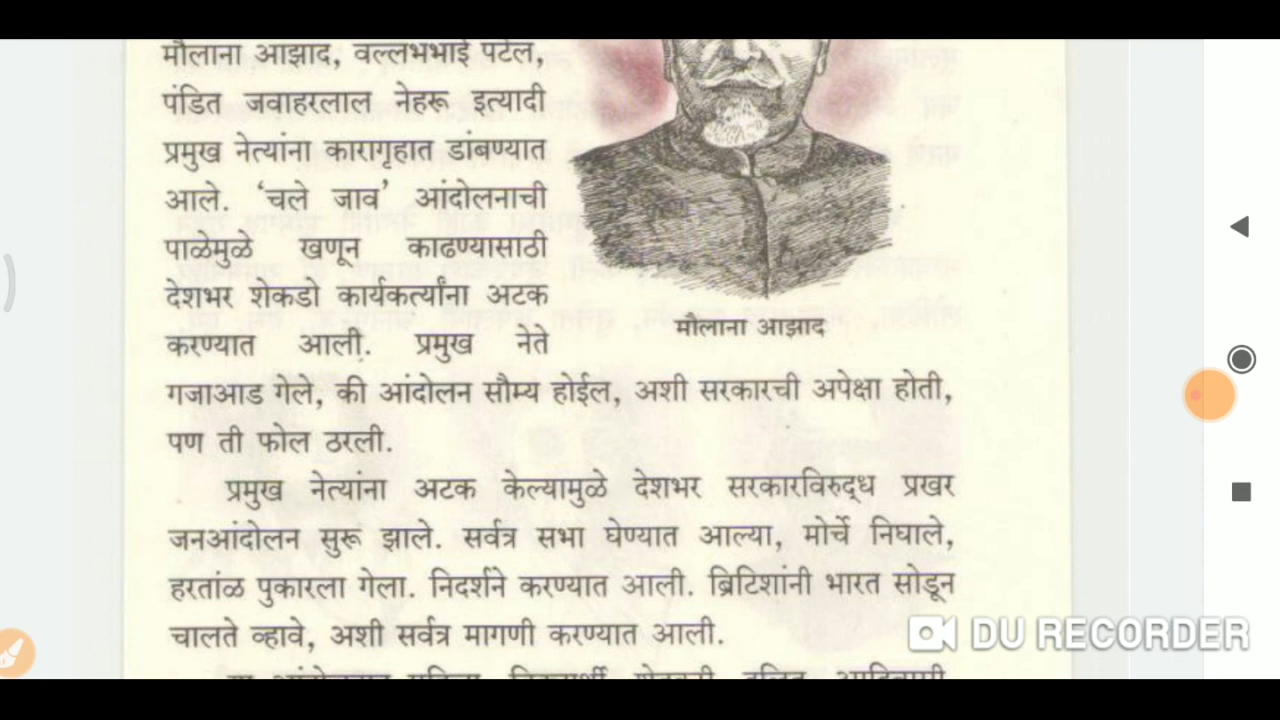 मौलाना आझाद, वल्लभभाई पटेल,
पंडित जवाहरलाल नेहरू इत्यादी
प्रमुख नेत्यांना कारागृहात डांबण्यात
आले. ‘चले जाव’ आंदोलनाची
पाळेमुळे खणून काढण्यासाठी
देशभर शेकडो कार्यकर्त्यांना अटक
करण्यात आली. प्रमुख नेते
मौलाना आझाद
गजाआड गेले, की आंदोलन सौम्य होईल, अशी सरकारची अपेक्षा होती,
पण ती फोल ठरली.
प्रमुख नेत्यांना अटक केल्यामुळे देशभर सरकारविरुद्ध प्रखर
जनआंदोलन सुरू झाले. सर्वत्र सभा घेण्यात आल्या, मोर्चे निघाले,
हरताळ पुकारला गेला. निदर्शने करण्यात आली. ब्रिटिशांनी भारत सोडून
चालते व्हावे, अशी सर्वत्र मागणी करण्यात आली.
DU RECORDER